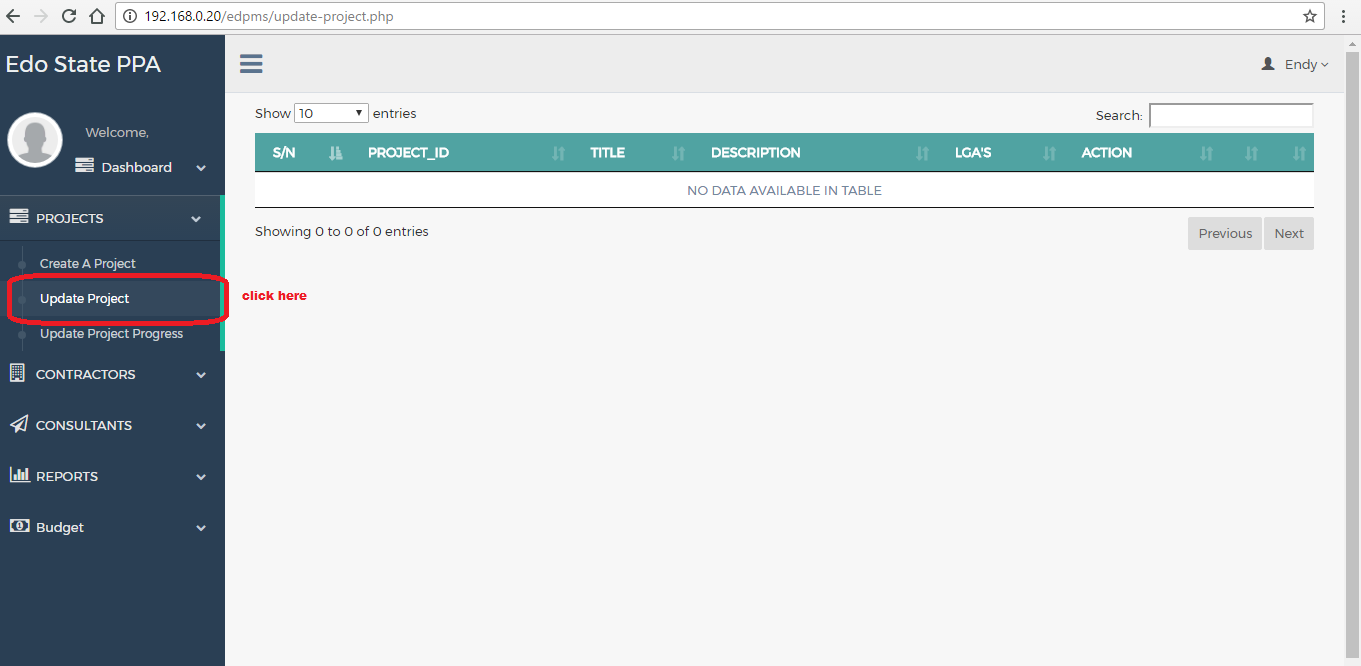 192.168.0.20/edpms/update-project.php
Edo State PPA
Endy
Welcome,
Dashboard
PROJECTS
Create A Project
Update Project
click here
Update Project Progress
CONTRACTORS
CONSULTANTS
REPORTS
Budget
Show 10 entries
Search:
S/N PROJECT_ID TITLE DESCRIPTION LGA'S ACTION
NO DATA AVAILABLE IN TABLE
Showing 0 to 0 of 0 entries
Previous Next